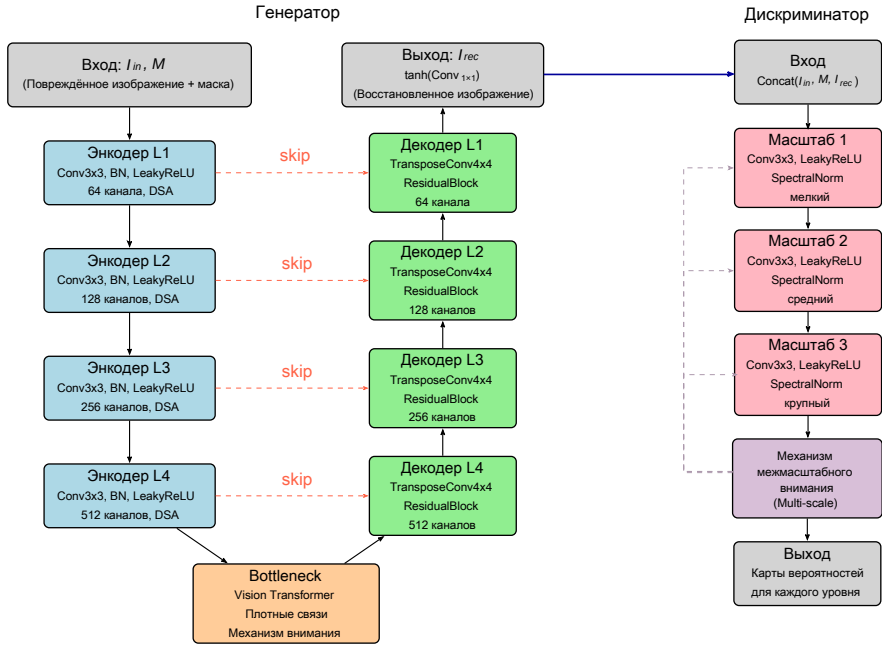 Генератор
Вход: I in, M
(Повреждённое изображение + маска)
Энкодер L1
Conv3x3, BN, LeakyReLU
64 канала, DSA
Энкодер L2
Conv3x3, BN, LeakyReLU
128 каналов, DSA
Энкодер L3
Conv3x3, BN, LeakyReLU
256 каналов, DSA
Энкодер L4
Conv3x3, BN, LeakyReLU
512 каналов, DSA
skip
skip
skip
skip
Bottleneck
Vision Transformer
Плотные связи
Механизм внимания
Выход: I rec
tanh(Conv 1×1)
(Восстановленное изображение)
Декодер L1
TransposeConv4x4
ResidualBlock
64 канала
Декодер L2
TransposeConv4x4
ResidualBlock
128 каналов
Декодер L3
TransposeConv4x4
ResidualBlock
256 каналов
Декодер L4
TransposeConv4x4
ResidualBlock
512 каналов
Дискриминатор
Вход
Concat(I in, M, I rec)
Масштаб 1
Conv3x3, LeakyReLU
SpectralNorm
мелкий
Масштаб 2
Conv3x3, LeakyReLU
SpectralNorm
средний
Масштаб 3
Conv3x3, LeakyReLU
SpectralNorm
крупный
Механизм
межмасштабного
внимания
(Multi-scale)
Выход
Карты вероятностей
для каждого уровня